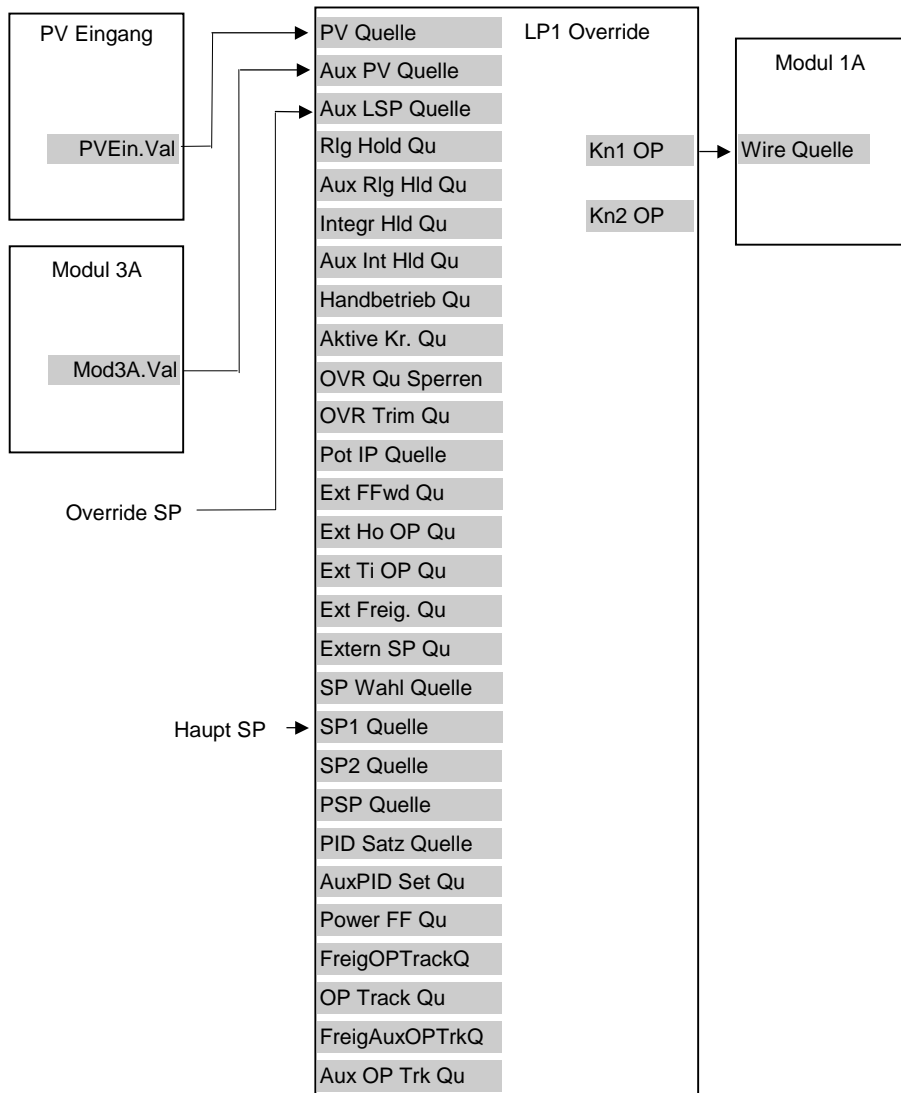 PV Eingang
PVEin.Val
Modul 3A
Mod3A.Val
Override SP
Haupt SP
LP1 Override
PV Quelle
Aux PV Quelle
Aux LSP Quelle
Rlg Hold Qu
Aux Rlg Hld Qu
Integr Hld Qu
Aux Int Hld Qu
Handbetrieb Qu
Aktive Kr. Qu
OVR Qu Sperren
OVR Trim Qu
Pot IP Quelle
Ext FFwd Qu
Ext Ho OP Qu
Ext Ti OP Qu
Ext Freig. Qu
Extern SP Qu
SP Wahl Quelle
SP1 Quelle
SP2 Quelle
PSP Quelle
PID Satz Quelle
AuxPID Set Qu
Power FF Qu
FreigOPTrackQ
OP Track Qu
FreigAuxOPTrkQ
Aux OP Trk Qu
Kn1 OP
Kn2 OP
Modul 1A
Wire Quelle